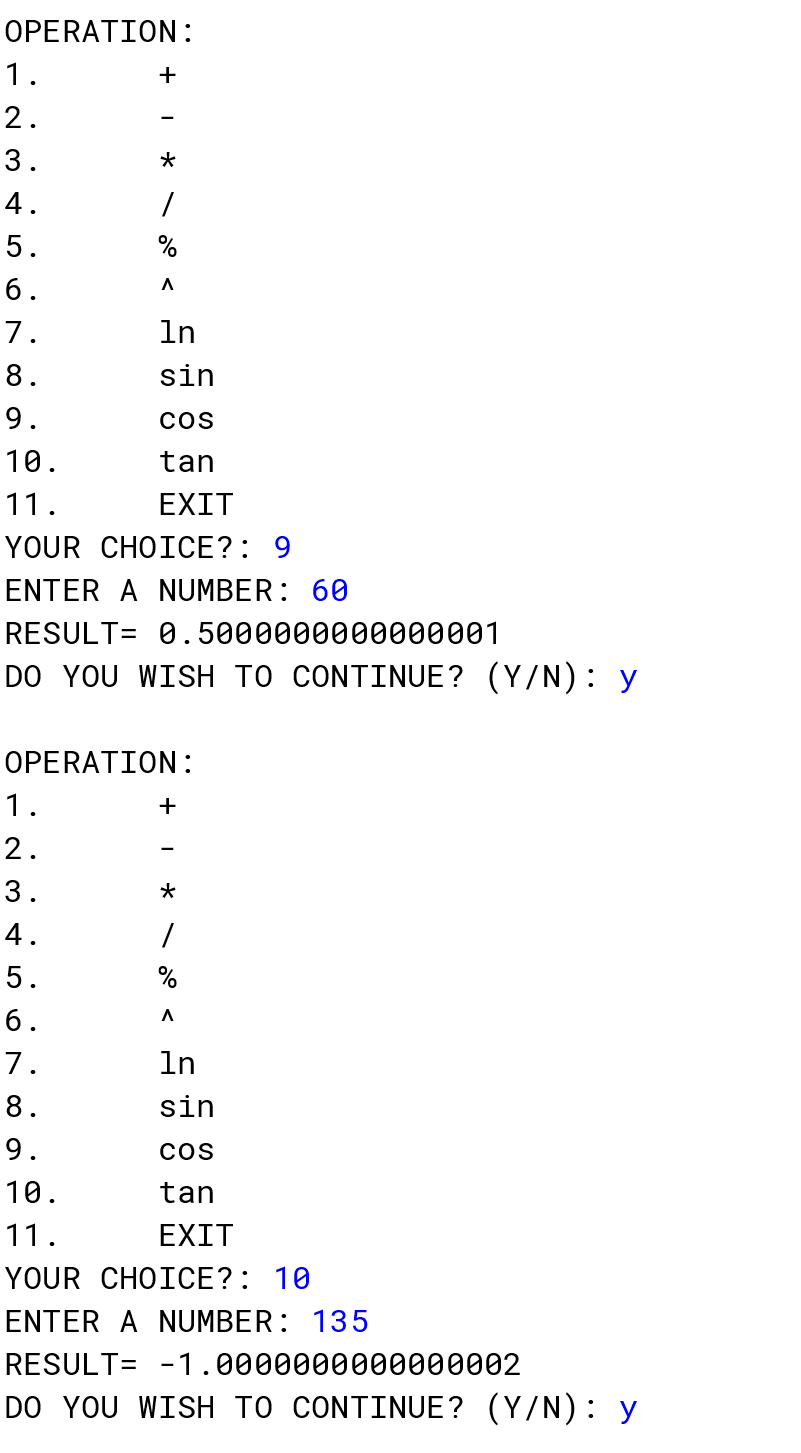 OPERATION:
1. +
2. -
3. *
4. /
5. %
6. ^
7. ln
8. sin
9. cos
10. tan
11. EXIT
YOUR CHOICE?: 9
ENTER A NUMBER: 60
RESULT= 0.5000000000000001
DO YOU WISH TO CONTINUE? (Y/N): y
OPERATION:
1. +
2. -
3. *
4. /
5. %
6. ^
7. ln
8. sin
9. cos
10. tan
11. EXIT
YOUR CHOICE?: 10
ENTER A NUMBER: 135
RESULT= -1.0000000000000002
DO YOU WISH TO CONTINUE? (Y/N): y